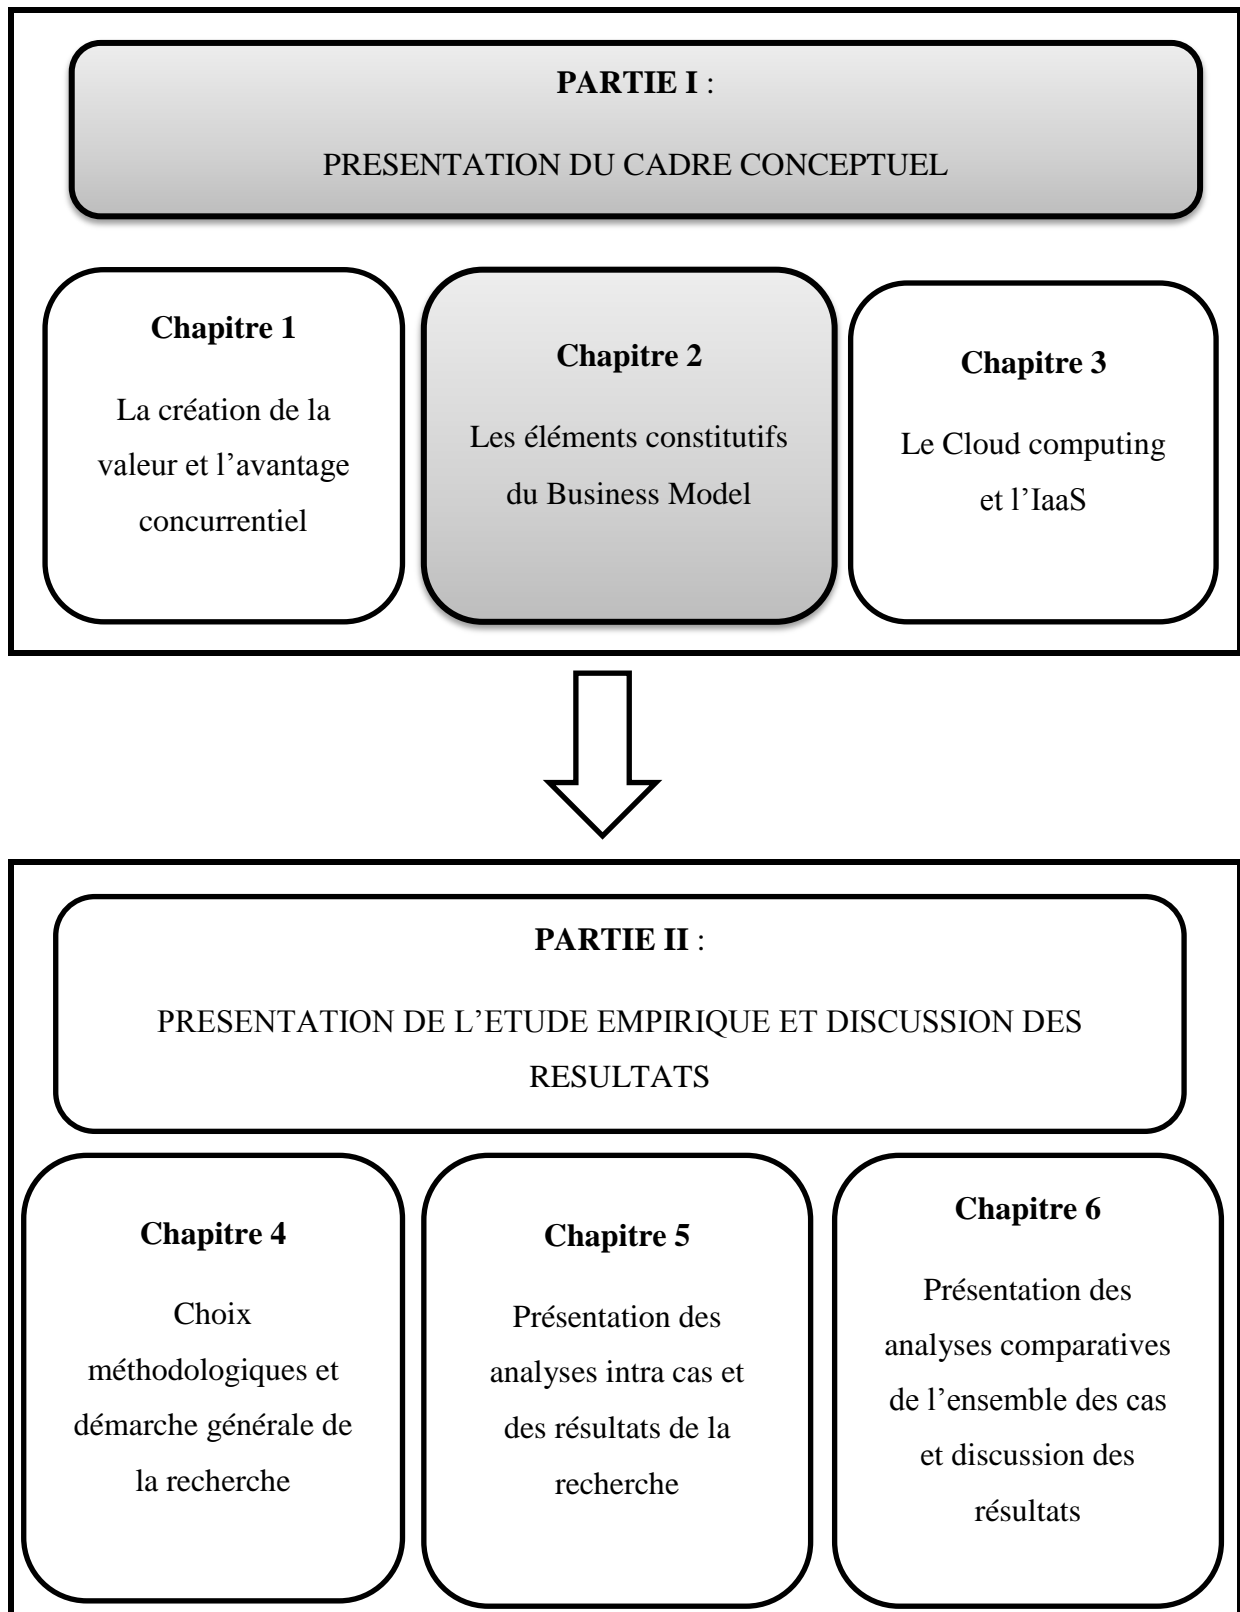 PARTIE I :
PRESENTATION DU CADRE CONCEPTUEL
Chapitre 1
La création de la
valeur et l’avantage
concurrentiel
Chapitre 2
Les éléments constitutifs
du Business Model
Chapitre 3
Le Cloud computing
et l’IaaS
PARTIE II :
PRESENTATION DE L’ETUDE EMPIRIQUE ET DISCUSSION DES
RESULTATS
Chapitre 4
Choix
méthodologiques et
démarche générale de
la recherche
Chapitre 5
Présentation des
analyses intra cas et
des résultats de la
recherche
Chapitre 6
Présentation des
analyses comparatives
de l’ensemble des cas
et discussion des
résultats